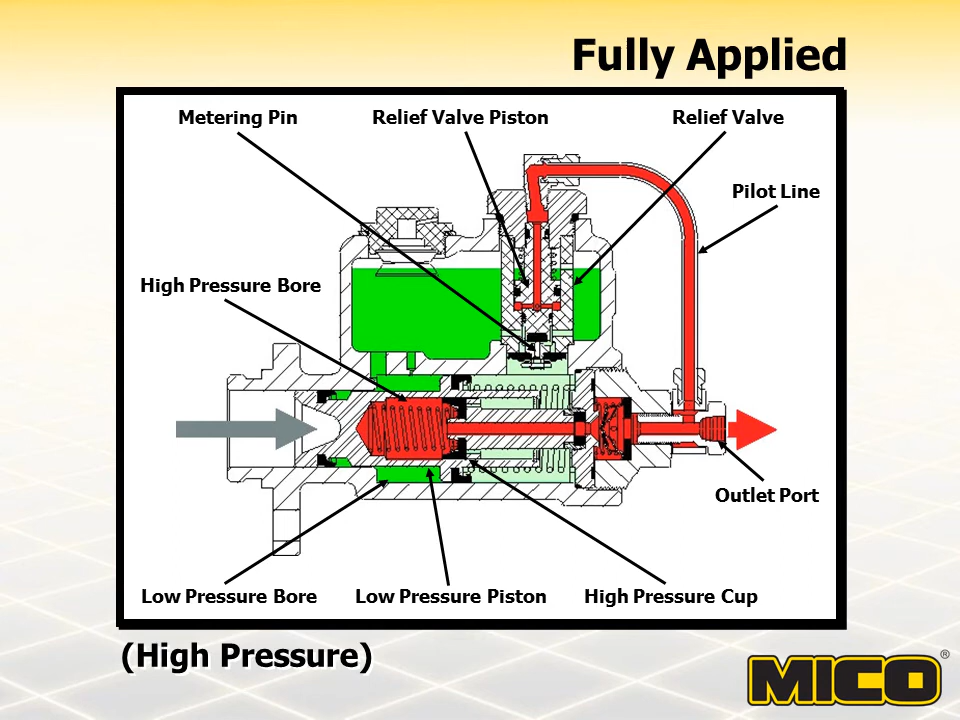 Fully Applied
Metering Pin
Relief Valve Piston
Relief Valve
Pilot Line
High Pressure Bore
Outlet Port
Low Pressure Bore
Low Pressure Piston
High Pressure Cup
(High Pressure)
MICO®